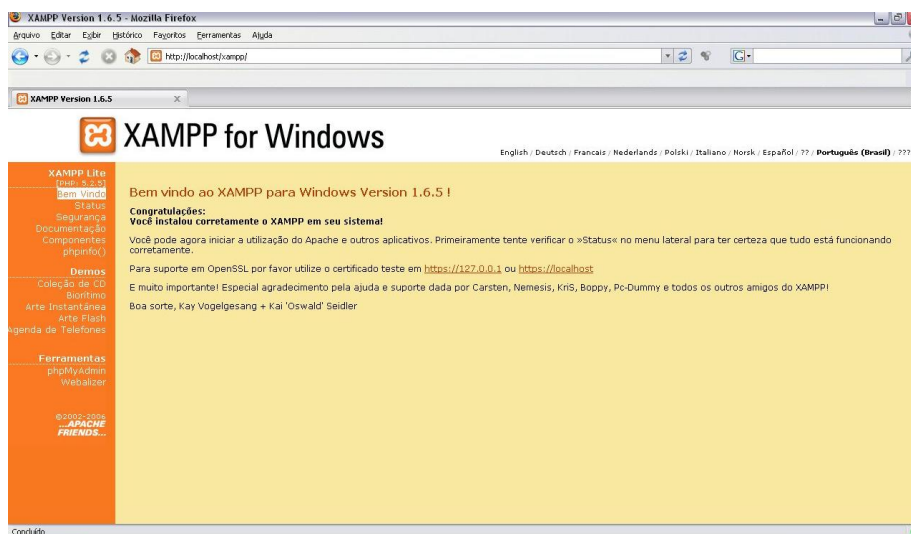 XAMPP Version 1.6.5 - Mozilla Firefox
Arquivo Editar Exibir Histórico Favoritos Ferramentas Ajuda
http://localhost/xampp/
G
XAMPP Version 1.6.5
XAMPP for Windows
English / Deutsch / Francais / Nederlands / Polski / Italiano / Norsk / Español / ?? / Português (Brasil) / ???
XAMPP Lite
[PHP: 5.2.5]
Bem Vindo
Status
Segurança
Documentação
Componentes
phpinfo()
Demos
Coleção de CD
Bioritimo
Arte Instantânea
Arte Flash
Agenda de Telefones
Ferramentas
phpMyAdmin
Webalizer
©2002-2006
...APACHE
FRIENDS...
Bem vindo ao XAMPP para Windows Version 1.6.5 !
Congratulações:
Você instalou corretamente o XAMPP em seu sistema!
Você pode agora iniciar a utilização do Apache e outros aplicativos. Primeiramente tente verificar o »Status« no menu lateral para ter certeza que tudo está funcionando
corretamente.
Para suporte em OpenSSL por favor utilize o certificado teste em https://127.0.0.1 ou https://localhost
E muito importante! Especial agradecimento pela ajuda e suporte dada por Carsten, Nemesis, KriS, Boppy, Pc-Dummy e todos os outros amigos do XAMPP!
Boa sorte, Kay Vogelgesang + Kai 'Oswald' Seidler
Concluído